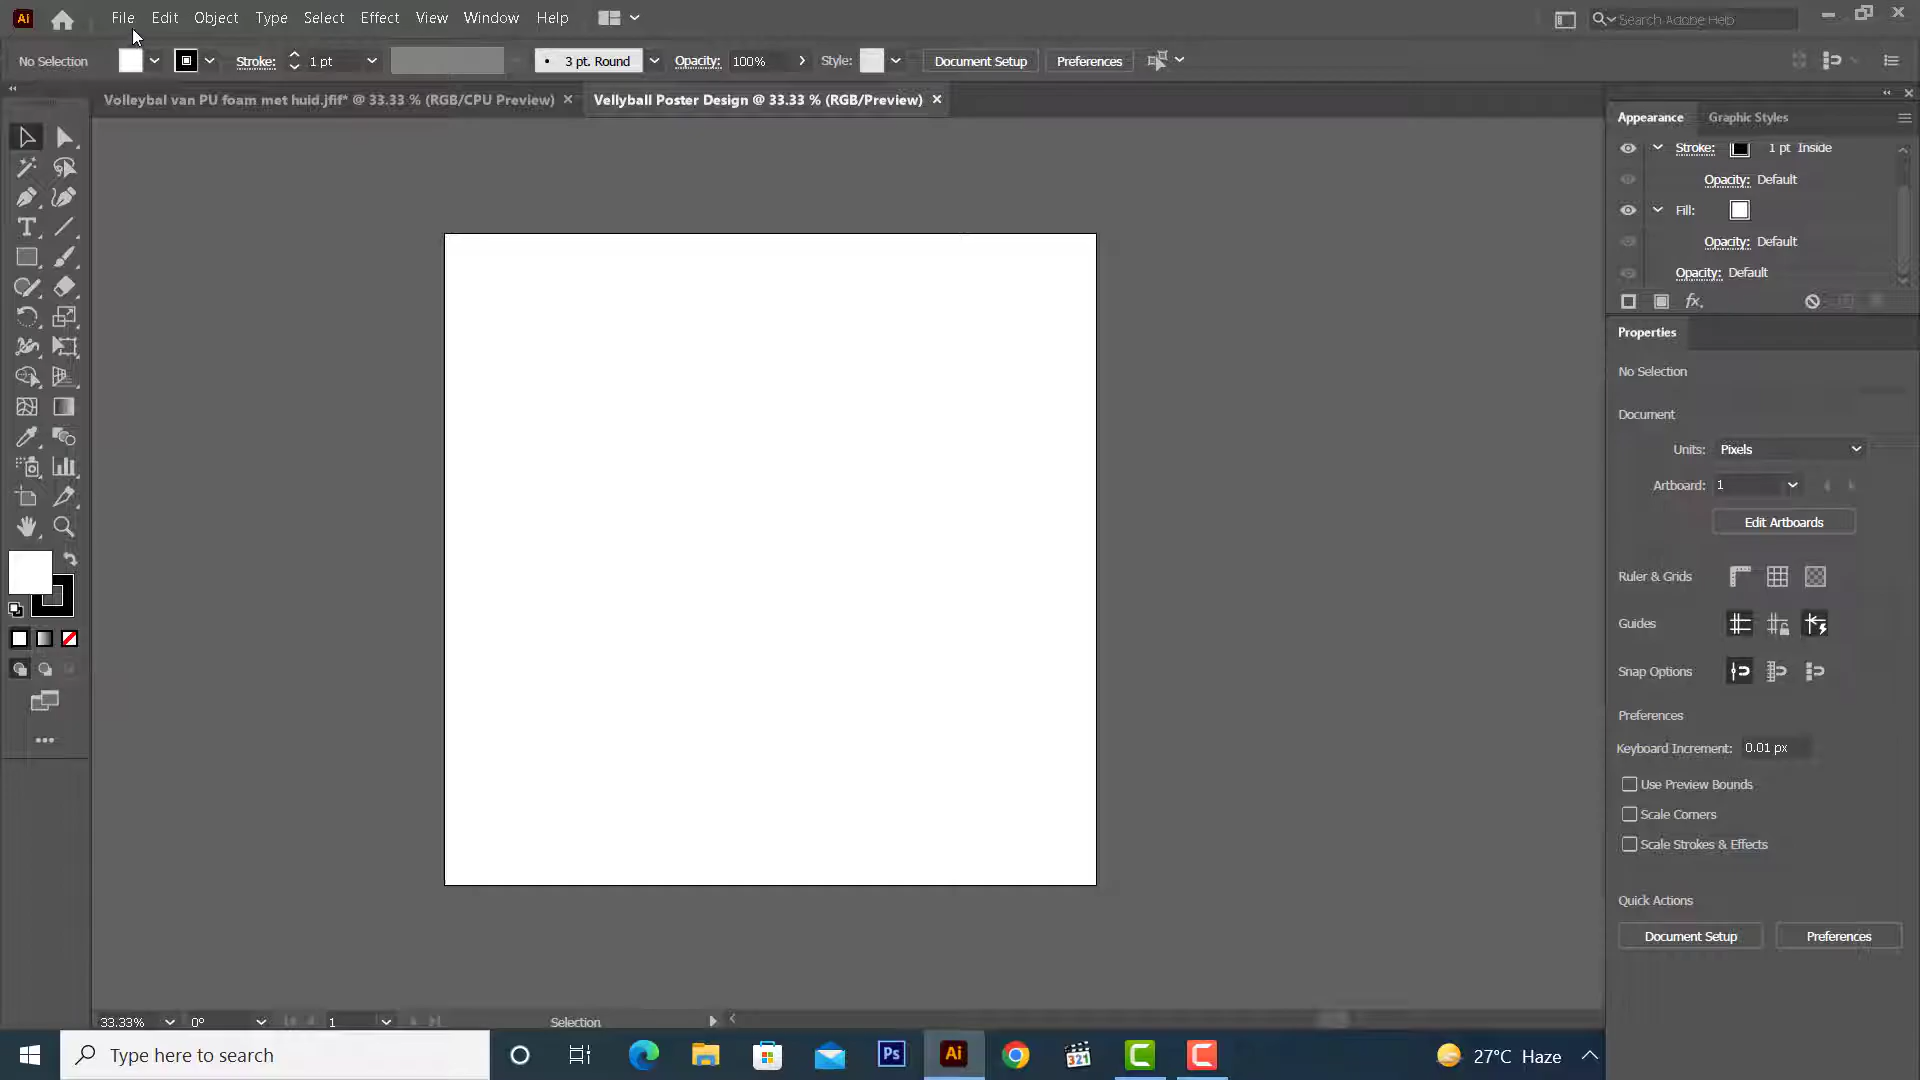 Ai File Edit Object Type Select Effect View Window Help Search Adobe Help
No Selection Stroke: 1 pt 3 pt. Round Opacity: 100% Style: Document Setup Preferences
Volleybal van PU foam met huid.jfif* @ 33.33 % (RGB/CPU Preview) Vellyball Poster Design @ 33.33 % (RGB/Preview)
Appearance Graphic Styles
Stroke: 1 pt Inside
Opacity: Default
Fill:
Opacity: Default
Opacity: Default
fx.
Properties
No Selection
Document
Units: Pixels
Artboard: 1
Edit Artboards
Ruler & Grids
Guides
Snap Options
Preferences
Keyboard Increment: 0.01 px
Use Preview Bounds
Scale Corners
Scale Strokes & Effects
Quick Actions
Document Setup Preferences
33.33% 0° 1 Selection
Type here to search Ps Ai 321 27°C Haze